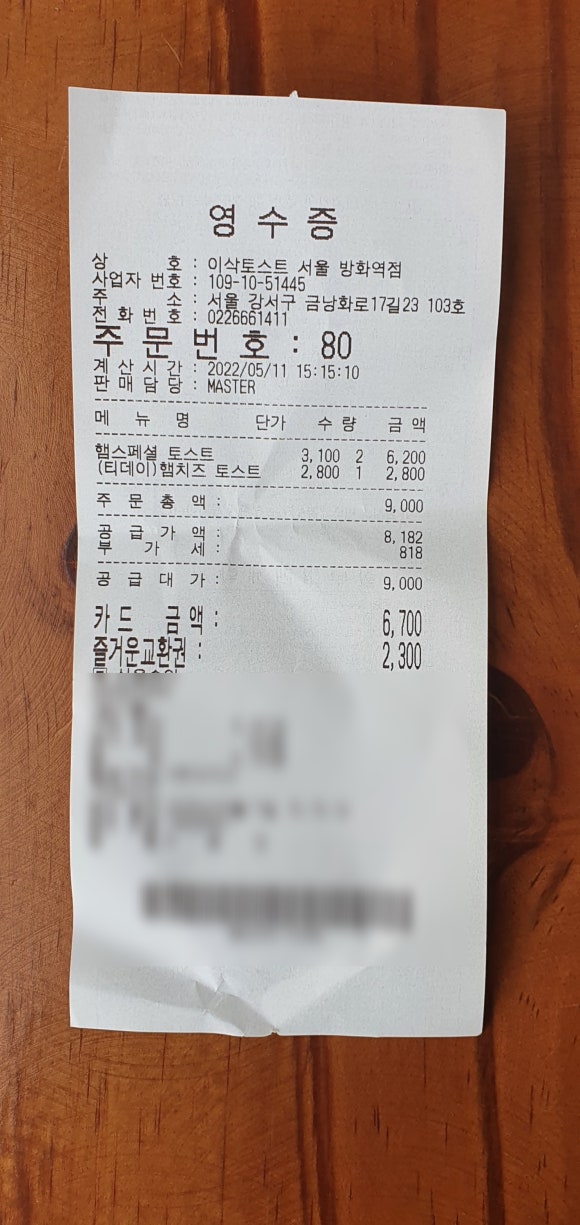 영 수 증
상 호 : 이삭토스트 서울 방화역점
사업자 번호 : 109-10-51445
주 소 : 서울 강서구 금낭화로17길23 103호
전 화 번 호 : 0226661411
주 문 번 호 : 80
계 산 시 간 : 2022/05/11 15:15:10
판 매 담 당 : MASTER
메 뉴 명 단가 수 량 금 액
햄스페셜 토스트 3,100 2 6,200
(티데이)햄치즈 토스트 2,800 1 2,800
주 문 총 액 : 9,000
공 급 가 액 : 8,182
부 가 세 : 818
공 급 대 가 : 9,000
카 드 금 액 : 6,700
즐거운교환권 : 2,300